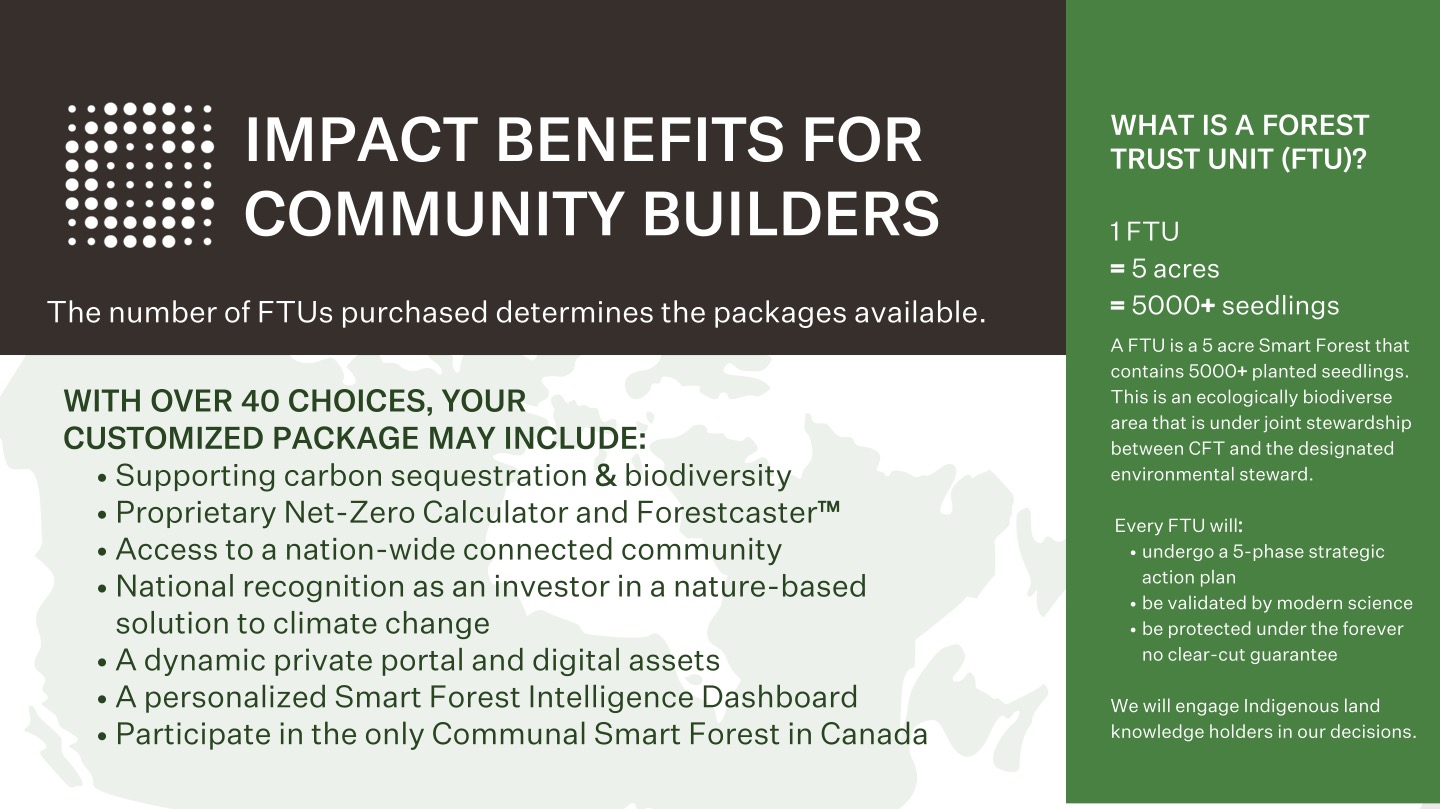 IMPACT BENEFITS FOR
COMMUNITY BUILDERS
The number of FTUs purchased determines the packages available.
WITH OVER 40 CHOICES, YOUR
CUSTOMIZED PACKAGE MAY INCLUDE:
• Supporting carbon sequestration & biodiversity
• Proprietary Net-Zero Calculator and Forestcaster™
• Access to a nation-wide connected community
• National recognition as an investor in a nature-based
solution to climate change
• A dynamic private portal and digital assets
• A personalized Smart Forest Intelligence Dashboard
• Participate in the only Communal Smart Forest in Canada
WHAT IS A FOREST
TRUST UNIT (FTU)?
1 FTU
= 5 acres
= 5000+ seedlings
A FTU is a 5 acre Smart Forest that
contains 5000+ planted seedlings.
This is an ecologically biodiverse
area that is under joint stewardship
between CFT and the designated
environmental steward.
Every FTU will:
• undergo a 5-phase strategic
action plan
• be validated by modern science
• be protected under the forever
no clear-cut guarantee
We will engage Indigenous land
knowledge holders in our decisions.